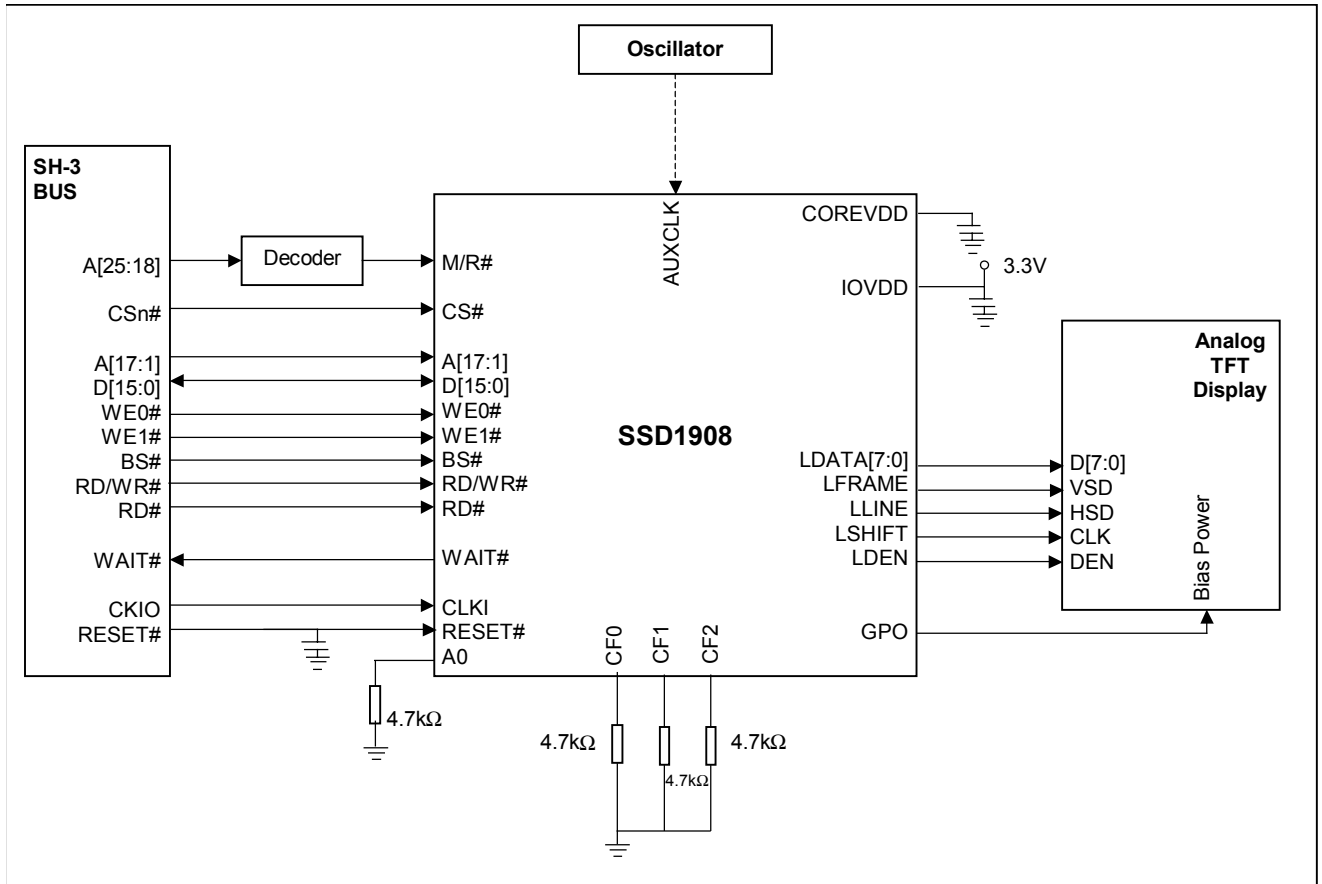 Oscillator
SH-3
BUS
A[25:18]
Decoder
M/R#
CSn#
CS#
A[17:1]
A[17:1]
D[15:0]
D[15:0]
WE0#
WE0#
WE1#
WE1#
BS#
BS#
RD/WR#
RD/WR#
RD#
RD#
WAIT#
WAIT#
CKIO
CLKI
RESET#
RESET#
A0
4.7kΩ
AUXCLK
SSD1908
COREVDD
3.3V
IOVDD
LDATA[7:0]
LFRAME
LLINE
LSHIFT
LDEN
GPO
CF0
CF1
CF2
4.7kΩ
4.7kΩ
4.7kΩ
Analog
TFT
Display
D[7:0]
VSD
HSD
CLK
DEN
Bias Power